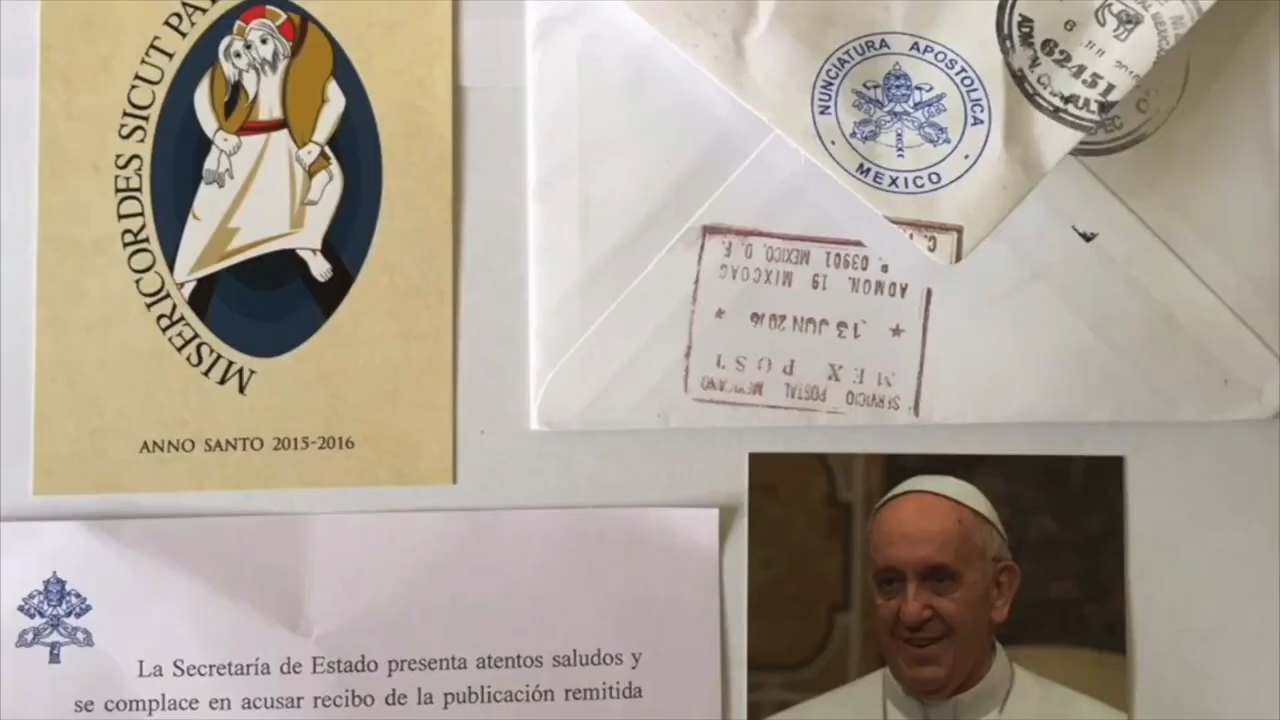 MISERICORDES SICUT PA
ANNO SANTO 2015-2016
NUNCIATURA APOSTOLICA
· MEXICO ·
6 JUL
62451
SERVICIO POSTAL MEXICANO
MEX POST
★ 13 JUN 2016 ★
ADMON. 19 MIXCOAC
03901 MEXICO, D. F.
La Secretaría de Estado presenta atentos saludos y
se complace en acusar recibo de la publicación remitida